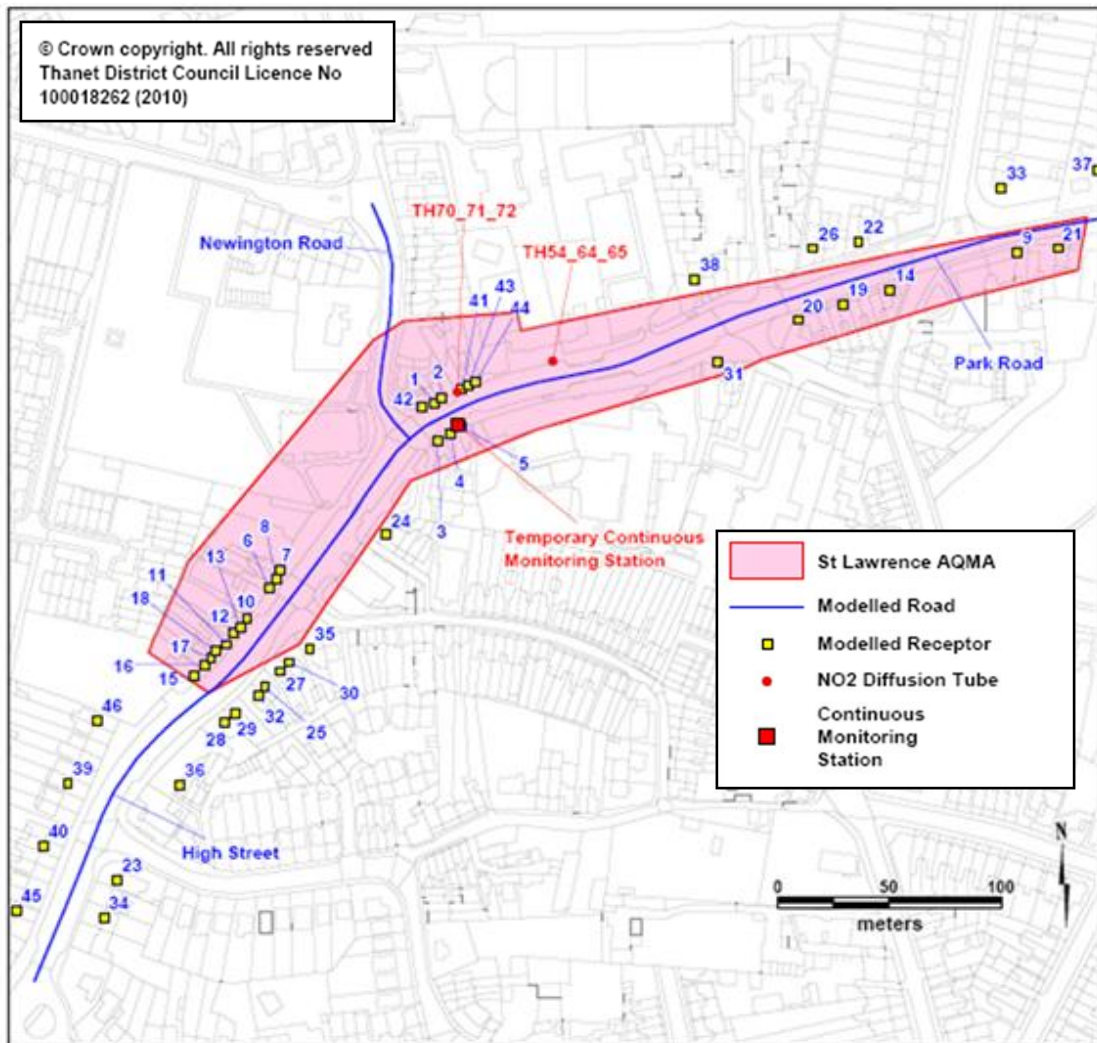 © Crown copyright. All rights reserved
Thanet District Council Licence No
100018262 (2010)
37
33
TH70_71_72
Newington Road
TH54_64_65
26
22
9
21
38
41
43
44
14
19
20
1
2
42
31
Park Road
5
4
3
24
Temporary Continuous
Monitoring Station
8
7
6
13
11
10
18
12
17
16
15
35
27
30
32
25
46
29
28
36
39
High Street
40
23
45
34
St Lawrence AQMA
Modelled Road
Modelled Receptor
NO2 Diffusion Tube
Continuous
Monitoring
Station
N
0 50 100
meters